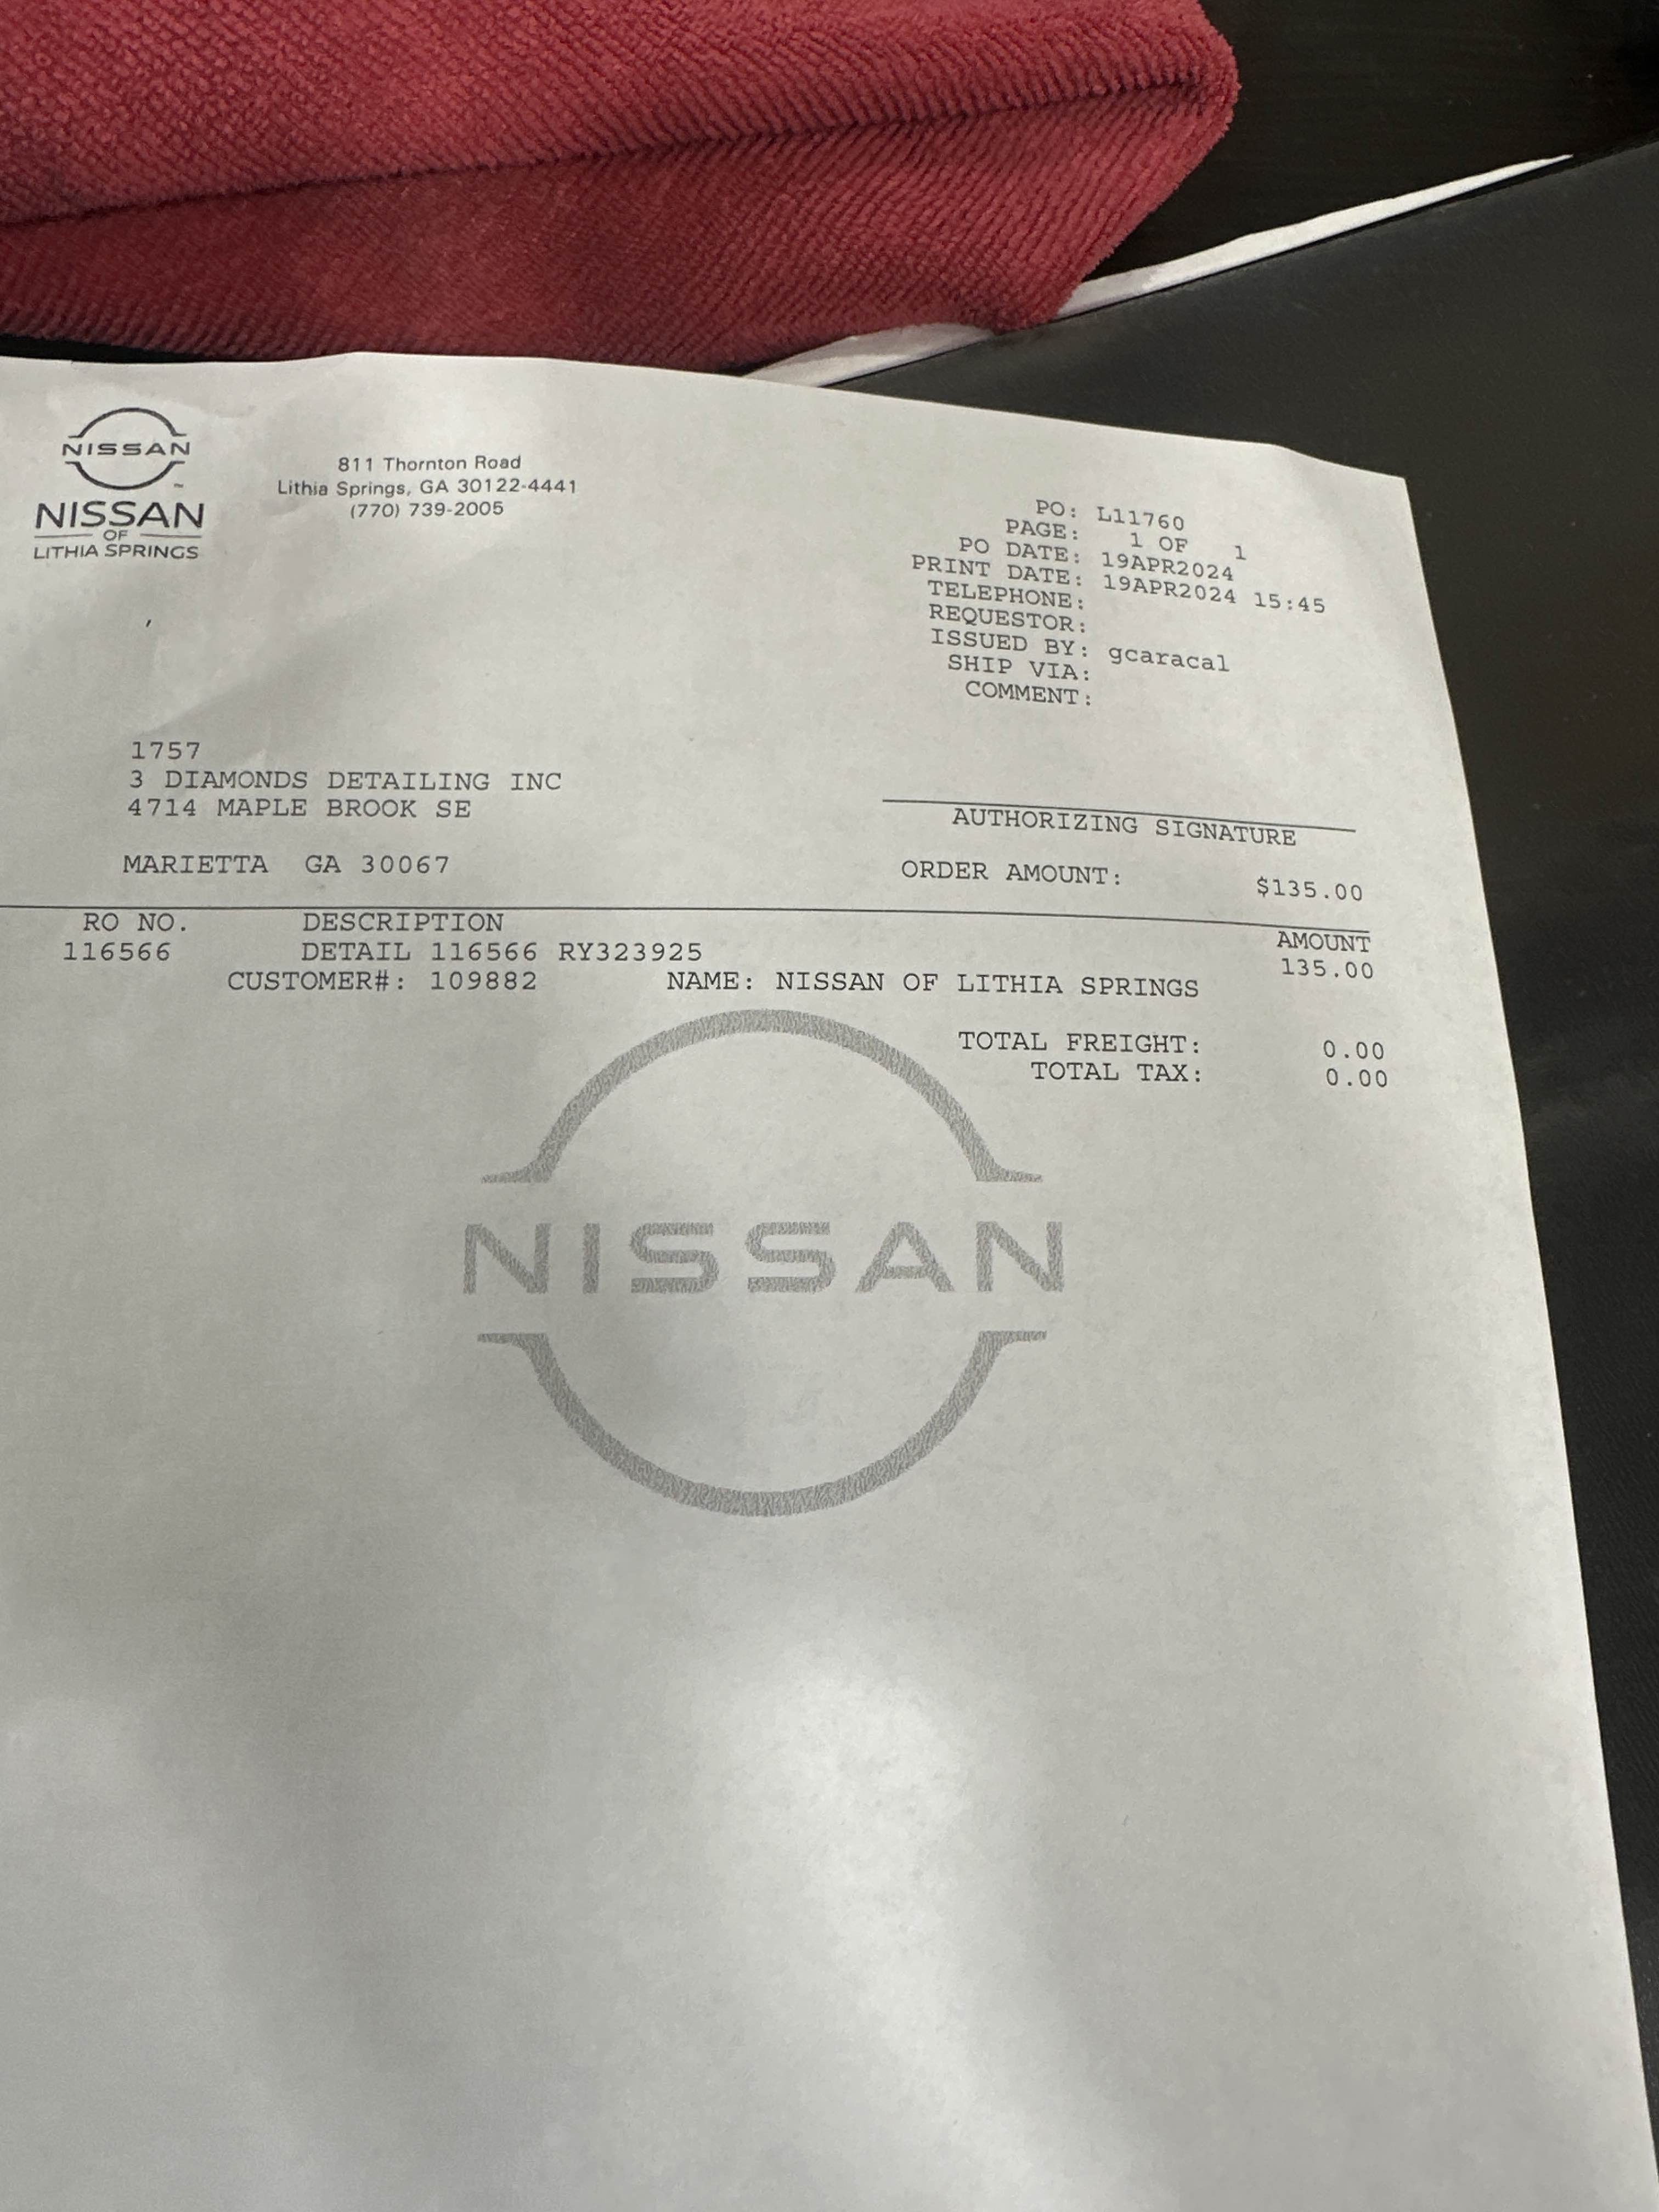 NISSAN
NISSAN
OF
LITHIA SPRINGS
811 Thornton Road
Lithia Springs, GA 30122-4441
(770) 739-2005
PO: L11760
PAGE: 1 OF 1
PO DATE: 19APR2024
PRINT DATE: 19APR2024 15:45
TELEPHONE:
REQUESTOR:
ISSUED BY: gcaracal
SHIP VIA:
COMMENT:
,
1757
3 DIAMONDS DETAILING INC
4714 MAPLE BROOK SE
MARIETTA GA 30067
AUTHORIZING SIGNATURE
ORDER AMOUNT: $135.00
RO NO. DESCRIPTION AMOUNT
116566 DETAIL 116566 RY323925 135.00
CUSTOMER#: 109882 NAME: NISSAN OF LITHIA SPRINGS
TOTAL FREIGHT: 0.00
TOTAL TAX: 0.00
NISSAN